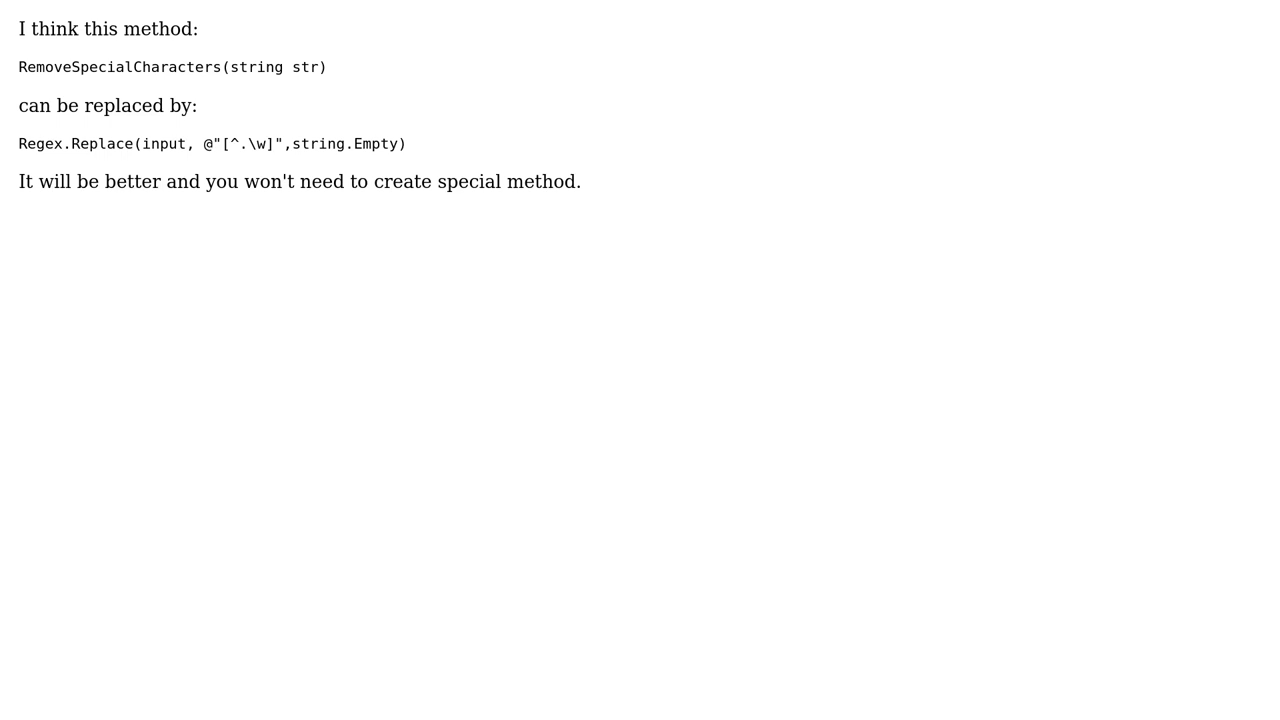 I think this method:
RemoveSpecialCharacters(string str)
can be replaced by:
Regex.Replace(input, @"[^.\w]",string.Empty)
It will be better and you won't need to create special method.